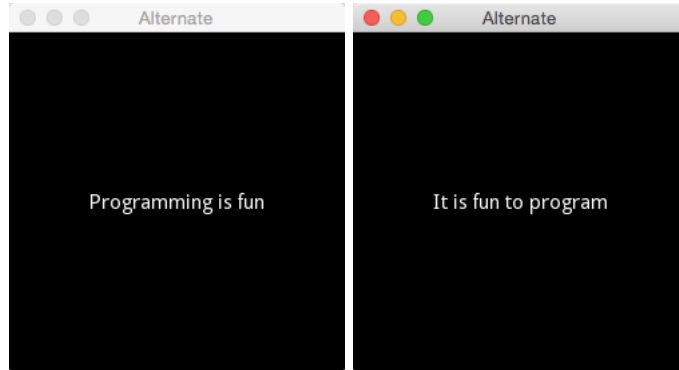 Alternate
Programming is fun
Alternate
It is fun to program